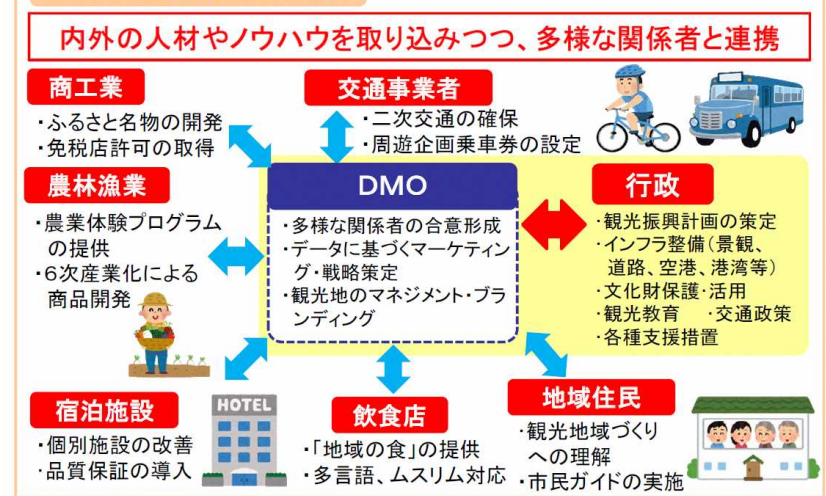 内外の人材やノウハウを取り込みつつ、多様な関係者と連携
商工業
・ふるさと名物の開発
・免税店許可の取得
交通事業者
・二次交通の確保
・周遊企画乗車券の設定
農林漁業
・農業体験プログラム
の提供
・6次産業化による
商品開発
DMO
・多様な関係者の合意形成
・データに基づくマーケティン
グ・戦略策定
・観光地のマネジメント・ブラ
ンディング
行政
・観光振興計画の策定
・インフラ整備(景観、
道路、空港、港湾等)
・文化財保護・活用
・観光教育 ・交通政策
・各種支援措置
宿泊施設
・個別施設の改善
・品質保証の導入
HOTEL
飲食店
・「地域の食」の提供
・多言語、ムスリム対応
地域住民
・観光地域づくり
への理解
・市民ガイドの実施